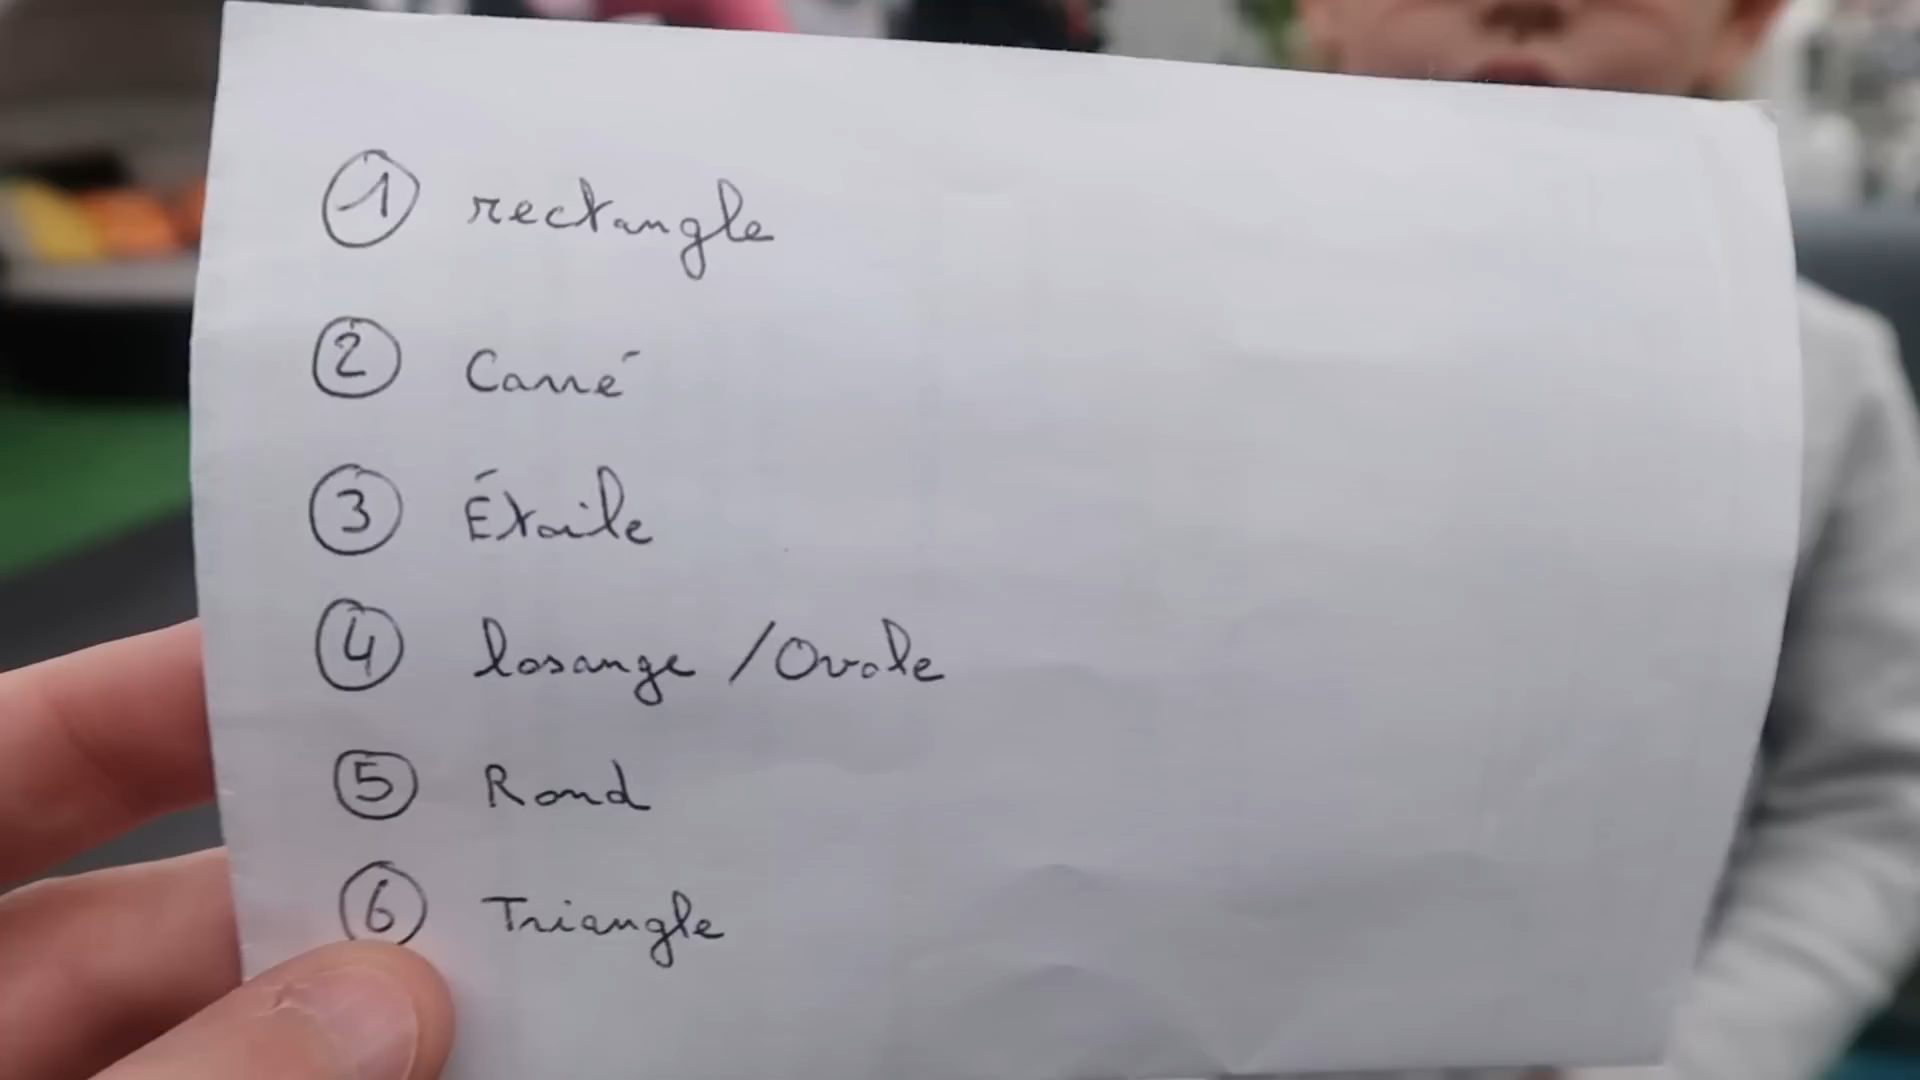 1 rectangle
2 Carré
3 Étoile
4 losange / Ovale
5 Rond
6 Triangle